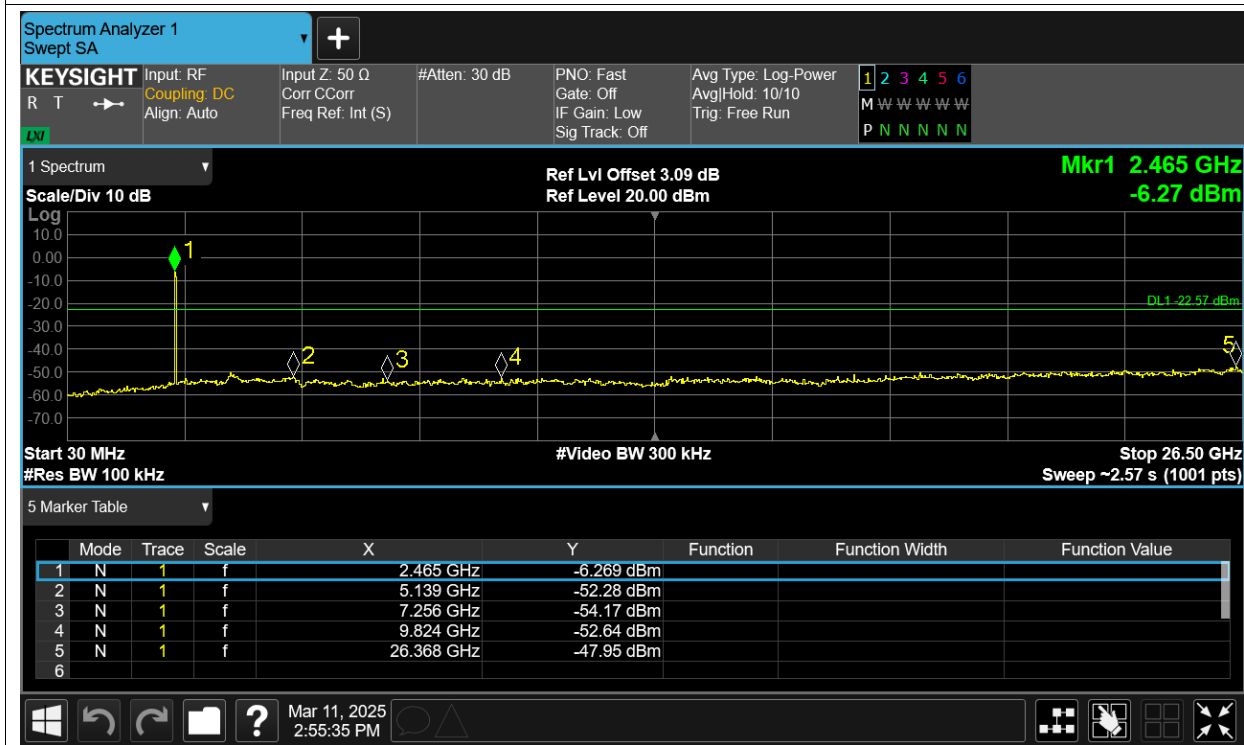 Spectrum Analyzer 1
Swept SA
+
KEYSIGHT
R T
LXI
Input: RF
Coupling: DC
Align: Auto
Input Z: 50 Ω
Corr CCorr
Freq Ref: Int (S)
#Atten: 30 dB
PNO: Fast
Gate: Off
IF Gain: Low
Sig Track: Off
Avg Type: Log-Power
Avg|Hold: 10/10
Trig: Free Run
1 2 3 4 5 6
M W W W W W
P N N N N N
1 Spectrum
Scale/Div 10 dB
Ref Lvl Offset 3.09 dB
Ref Level 20.00 dBm
Mkr1 2.465 GHz
-6.27 dBm
Log
10.0
0.00
-10.0
-20.0
-30.0
-40.0
-50.0
-60.0
-70.0
1
2
3
4
5
DL1 -22.57 dBm
Start 30 MHz
#Res BW 100 kHz
#Video BW 300 kHz
Stop 26.50 GHz
Sweep ~2.57 s (1001 pts)
5 Marker Table
Mode Trace Scale X Y Function Function Width Function Value
1 N 1 f 2.465 GHz -6.269 dBm
2 N 1 f 5.139 GHz -52.28 dBm
3 N 1 f 7.256 GHz -54.17 dBm
4 N 1 f 9.824 GHz -52.64 dBm
5 N 1 f 26.368 GHz -47.95 dBm
6
?
Mar 11, 2025
2:55:35 PM